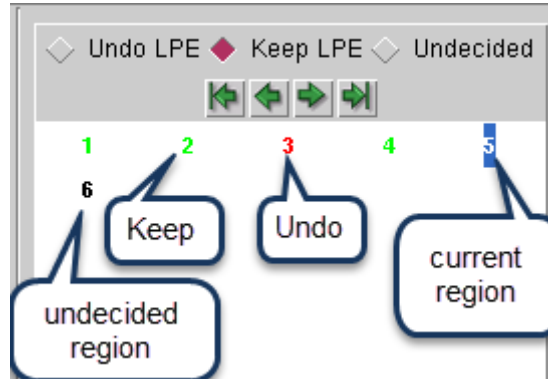 Undo LPE Keep LPE Undecided
1 2 3 4 5
6
Keep
Undo
current
region
undecided
region